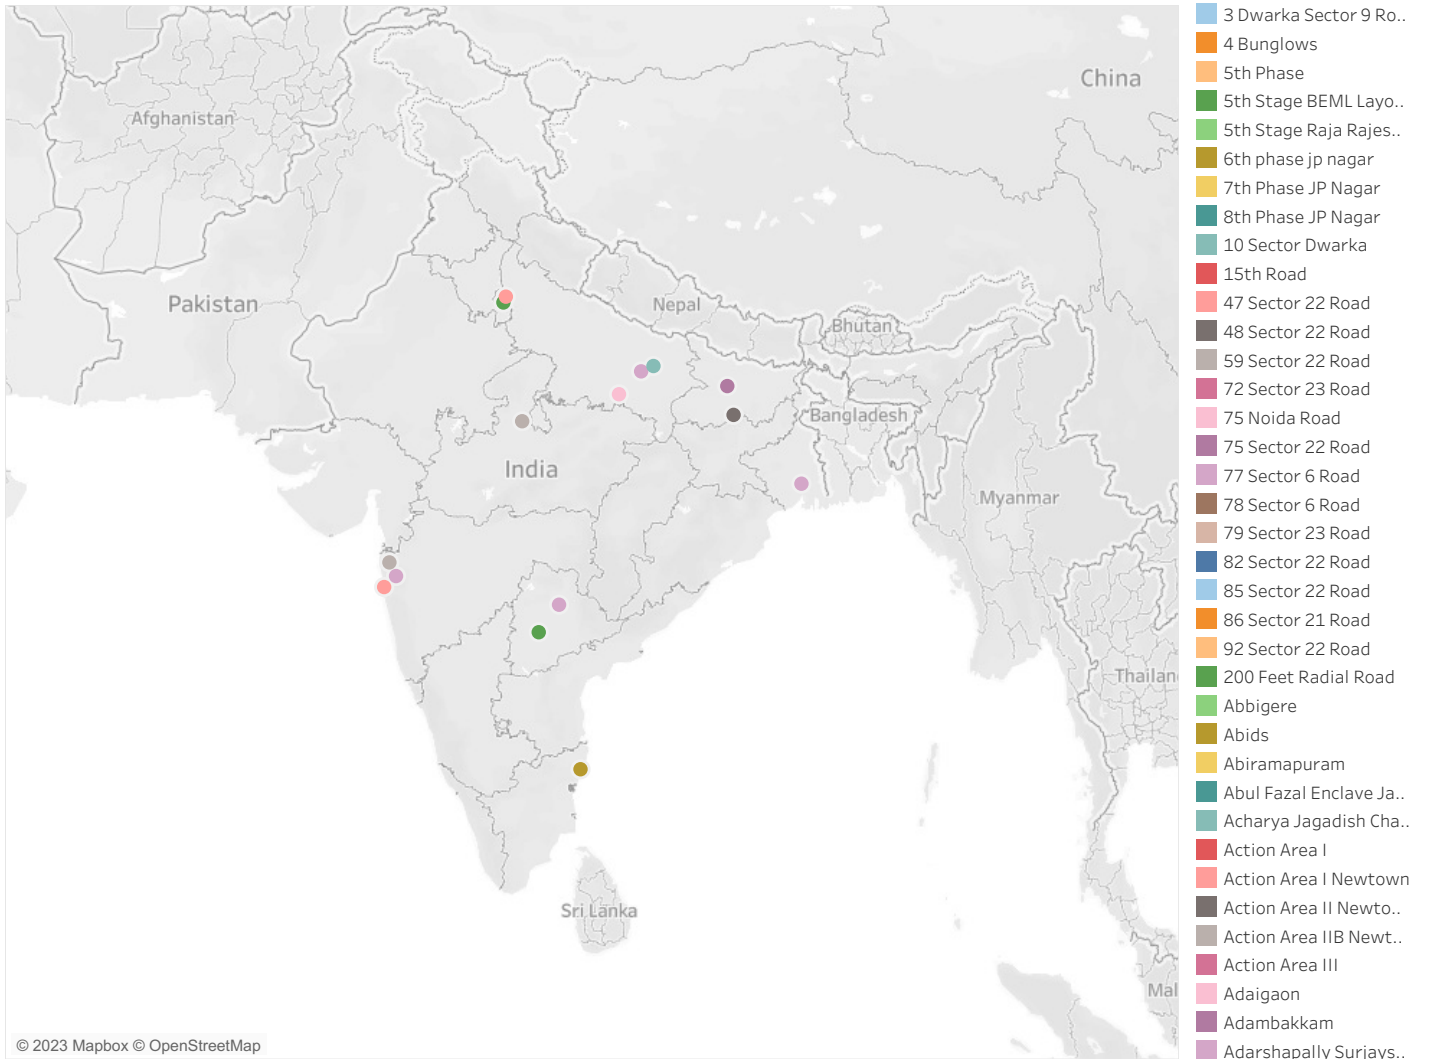 China
Afghanistan
Pakistan
Nepal
Bhutan
Bangladesh
India
Myanmar
Sri Lanka
© 2023 Mapbox © OpenStreetMap
Thailan
Mal
3 Dwarka Sector 9 Ro..
4 Bunglows
5th Phase
5th Stage BEML Layo..
5th Stage Raja Rajes..
6th phase jp nagar
7th Phase JP Nagar
8th Phase JP Nagar
10 Sector Dwarka
15th Road
47 Sector 22 Road
48 Sector 22 Road
59 Sector 22 Road
72 Sector 23 Road
75 Noida Road
75 Sector 22 Road
77 Sector 6 Road
78 Sector 6 Road
79 Sector 23 Road
82 Sector 22 Road
85 Sector 22 Road
86 Sector 21 Road
92 Sector 22 Road
200 Feet Radial Road
Abbigere
Abids
Abiramapuram
Abul Fazal Enclave Ja..
Acharya Jagadish Cha..
Action Area I
Action Area I Newtown
Action Area II Newto..
Action Area IIB Newt..
Action Area III
Adaigaon
Adambakkam
Adarshapally Surjays..